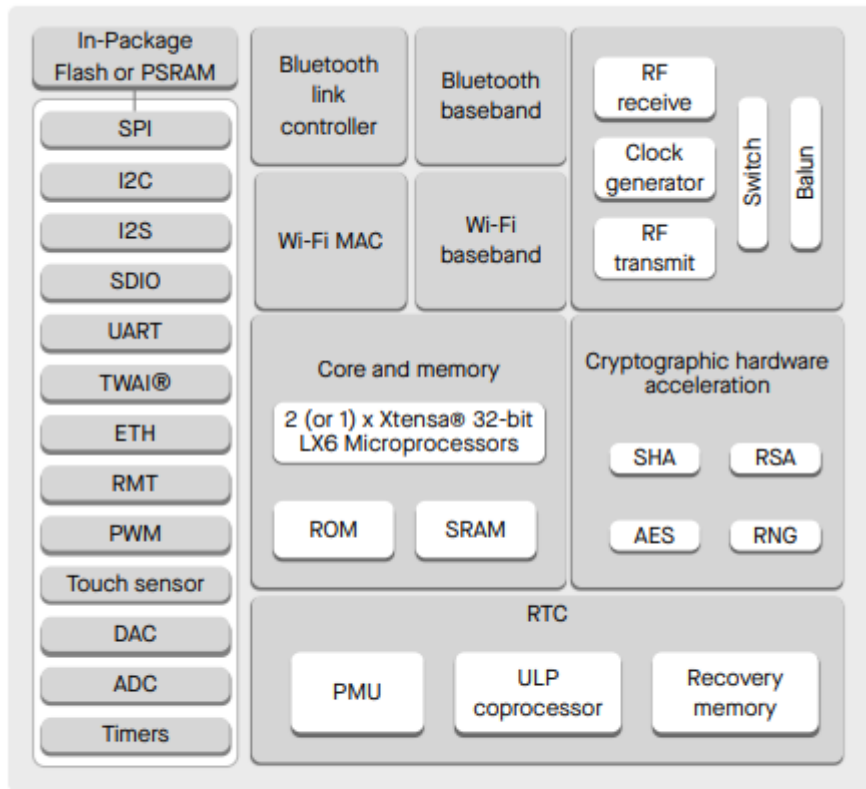 In-Package
Flash or PSRAM
SPI
I2C
I2S
SDIO
UART
TWAI®
ETH
RMT
PWM
Touch sensor
DAC
ADC
Timers
Bluetooth
link
controller
Bluetooth
baseband
Wi-Fi MAC
Wi-Fi
baseband
RF
receive
Clock
generator
RF
transmit
Switch
Balun
Core and memory
2 (or 1) x Xtensa® 32-bit
LX6 Microprocessors
ROM
SRAM
Cryptographic hardware
acceleration
SHA
RSA
AES
RNG
RTC
PMU
ULP
coprocessor
Recovery
memory